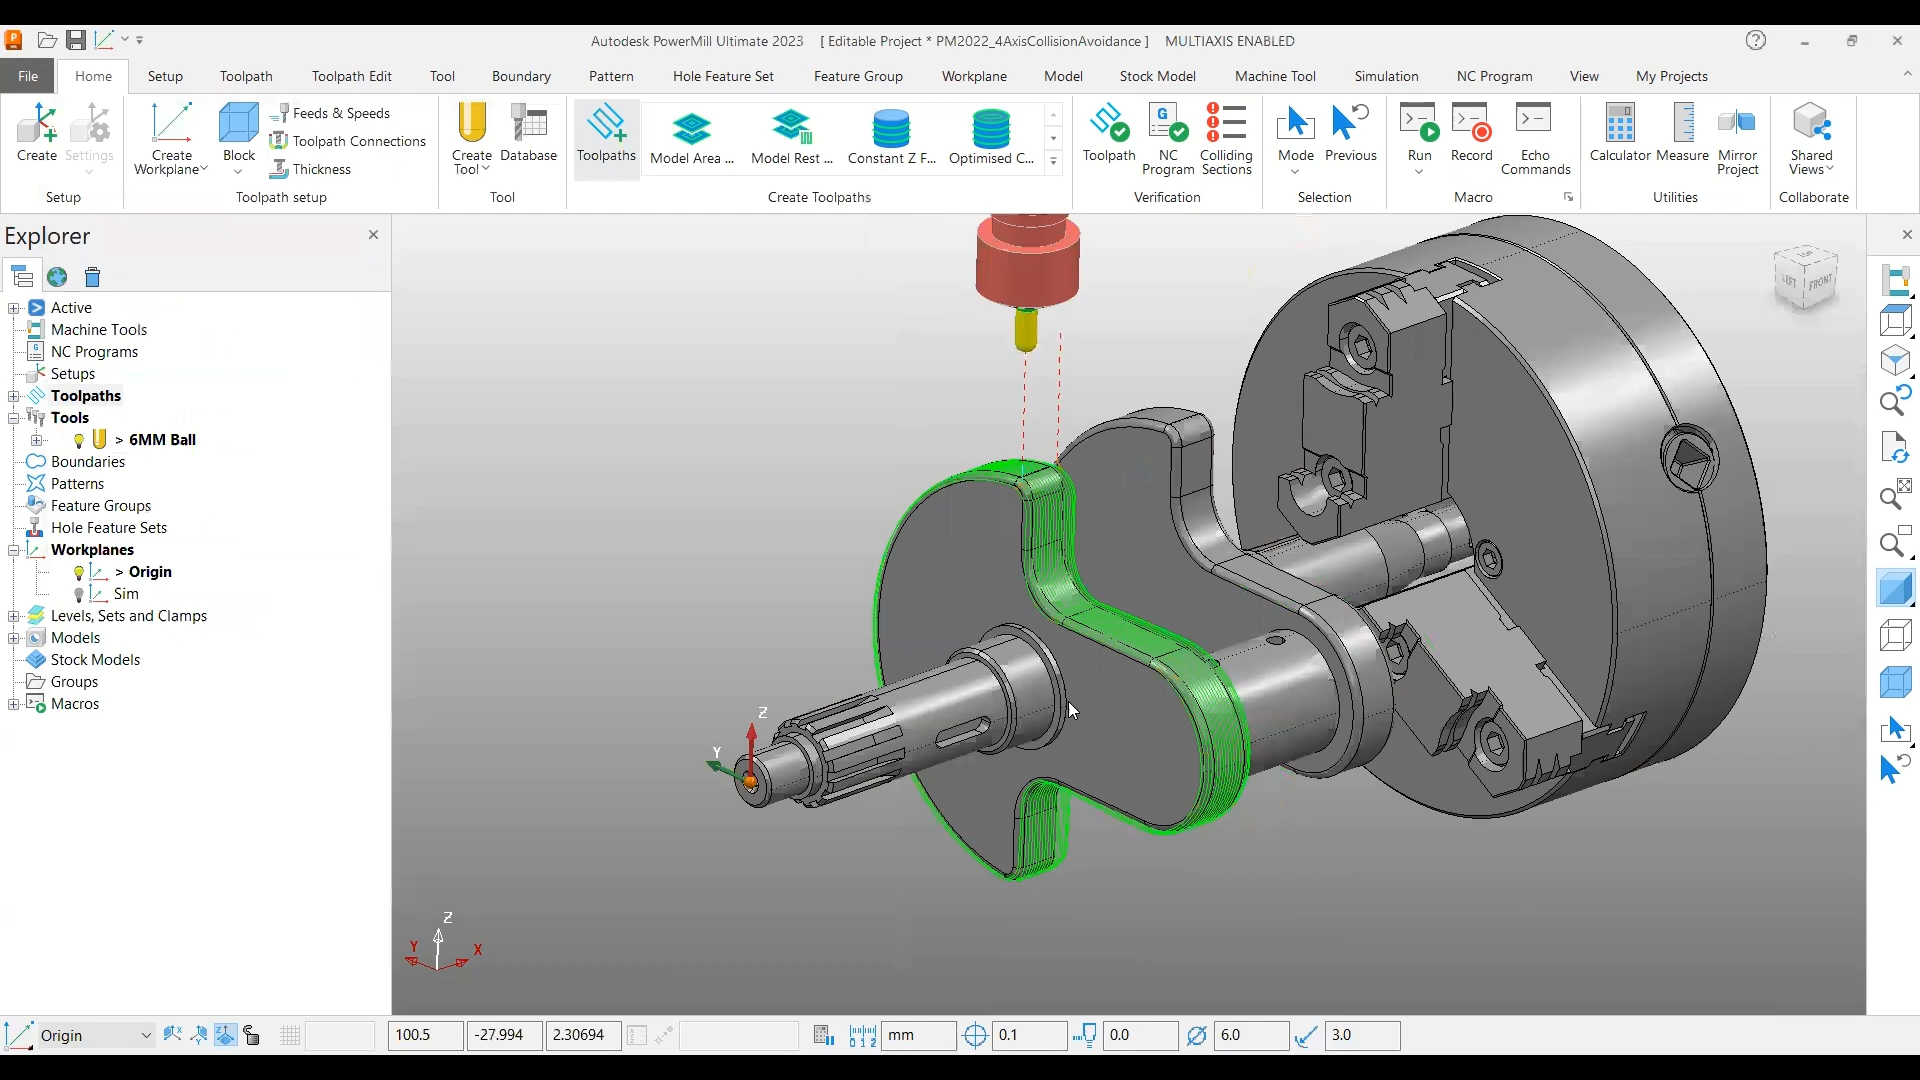 Autodesk PowerMill Ultimate 2023 [ Editable Project * PM2022_4AxisCollisionAvoidance ] MULTIAXIS ENABLED
File Home Setup Toolpath Toolpath Edit Tool Boundary Pattern Hole Feature Set Feature Group Workplane Model Stock Model Machine Tool Simulation NC Program View My Projects
Create
Settings
Setup
Create
Workplane
Block
Feeds & Speeds
Toolpath Connections
Thickness
Toolpath setup
Create
Tool
Database
Tool
Toolpaths
Model Area ...
Model Rest ...
Constant Z F...
Optimised C...
Create Toolpaths
Toolpath
NC
Program
Colliding
Sections
Verification
Mode
Previous
Selection
Run
Record
Echo
Commands
Macro
Calculator
Measure
Mirror
Project
Utilities
Shared
Views
Collaborate
Explorer
Active
Machine Tools
NC Programs
Setups
Toolpaths
Tools
> 6MM Ball
Boundaries
Patterns
Feature Groups
Hole Feature Sets
Workplanes
> Origin
Sim
Levels, Sets and Clamps
Models
Stock Models
Groups
Macros
LEFT FRONT
Z
Y
Z
Y X
Origin 100.5 -27.994 2.30694 mm 0.1 0.0 6.0 3.0